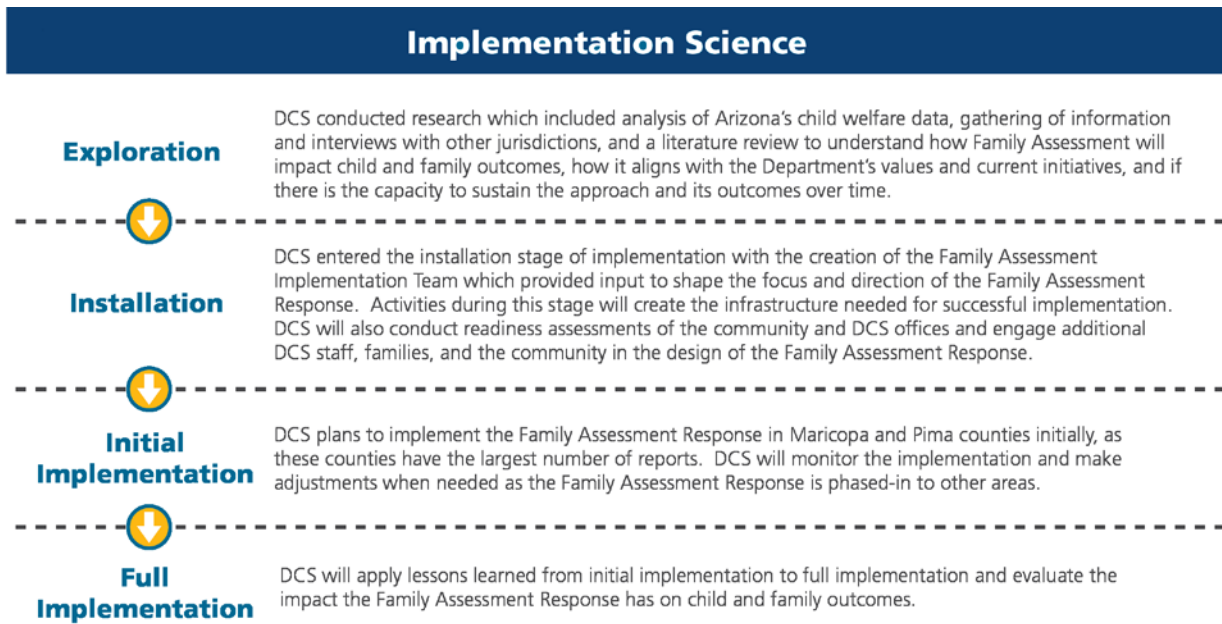 Implementation Science
Exploration
DCS conducted research which included analysis of Arizona's child welfare data, gathering of information
and interviews with other jurisdictions, and a literature review to understand how Family Assessment will
impact child and family outcomes, how it aligns with the Department's values and current initiatives, and if
there is the capacity to sustain the approach and its outcomes over time.
Installation
DCS entered the installation stage of implementation with the creation of the Family Assessment
Implementation Team which provided input to shape the focus and direction of the Family Assessment
Response.  Activities during this stage will create the infrastructure needed for successful implementation.
DCS will also conduct readiness assessments of the community and DCS offices and engage additional
DCS staff, families, and the community in the design of the Family Assessment Response.
Initial
Implementation
DCS plans to implement the Family Assessment Response in Maricopa and Pima counties initially, as
these counties have the largest number of reports.  DCS will monitor the implementation and make
adjustments when needed as the Family Assessment Response is phased-in to other areas.
Full
Implementation
DCS will apply lessons learned from initial implementation to full implementation and evaluate the
impact the Family Assessment Response has on child and family outcomes.